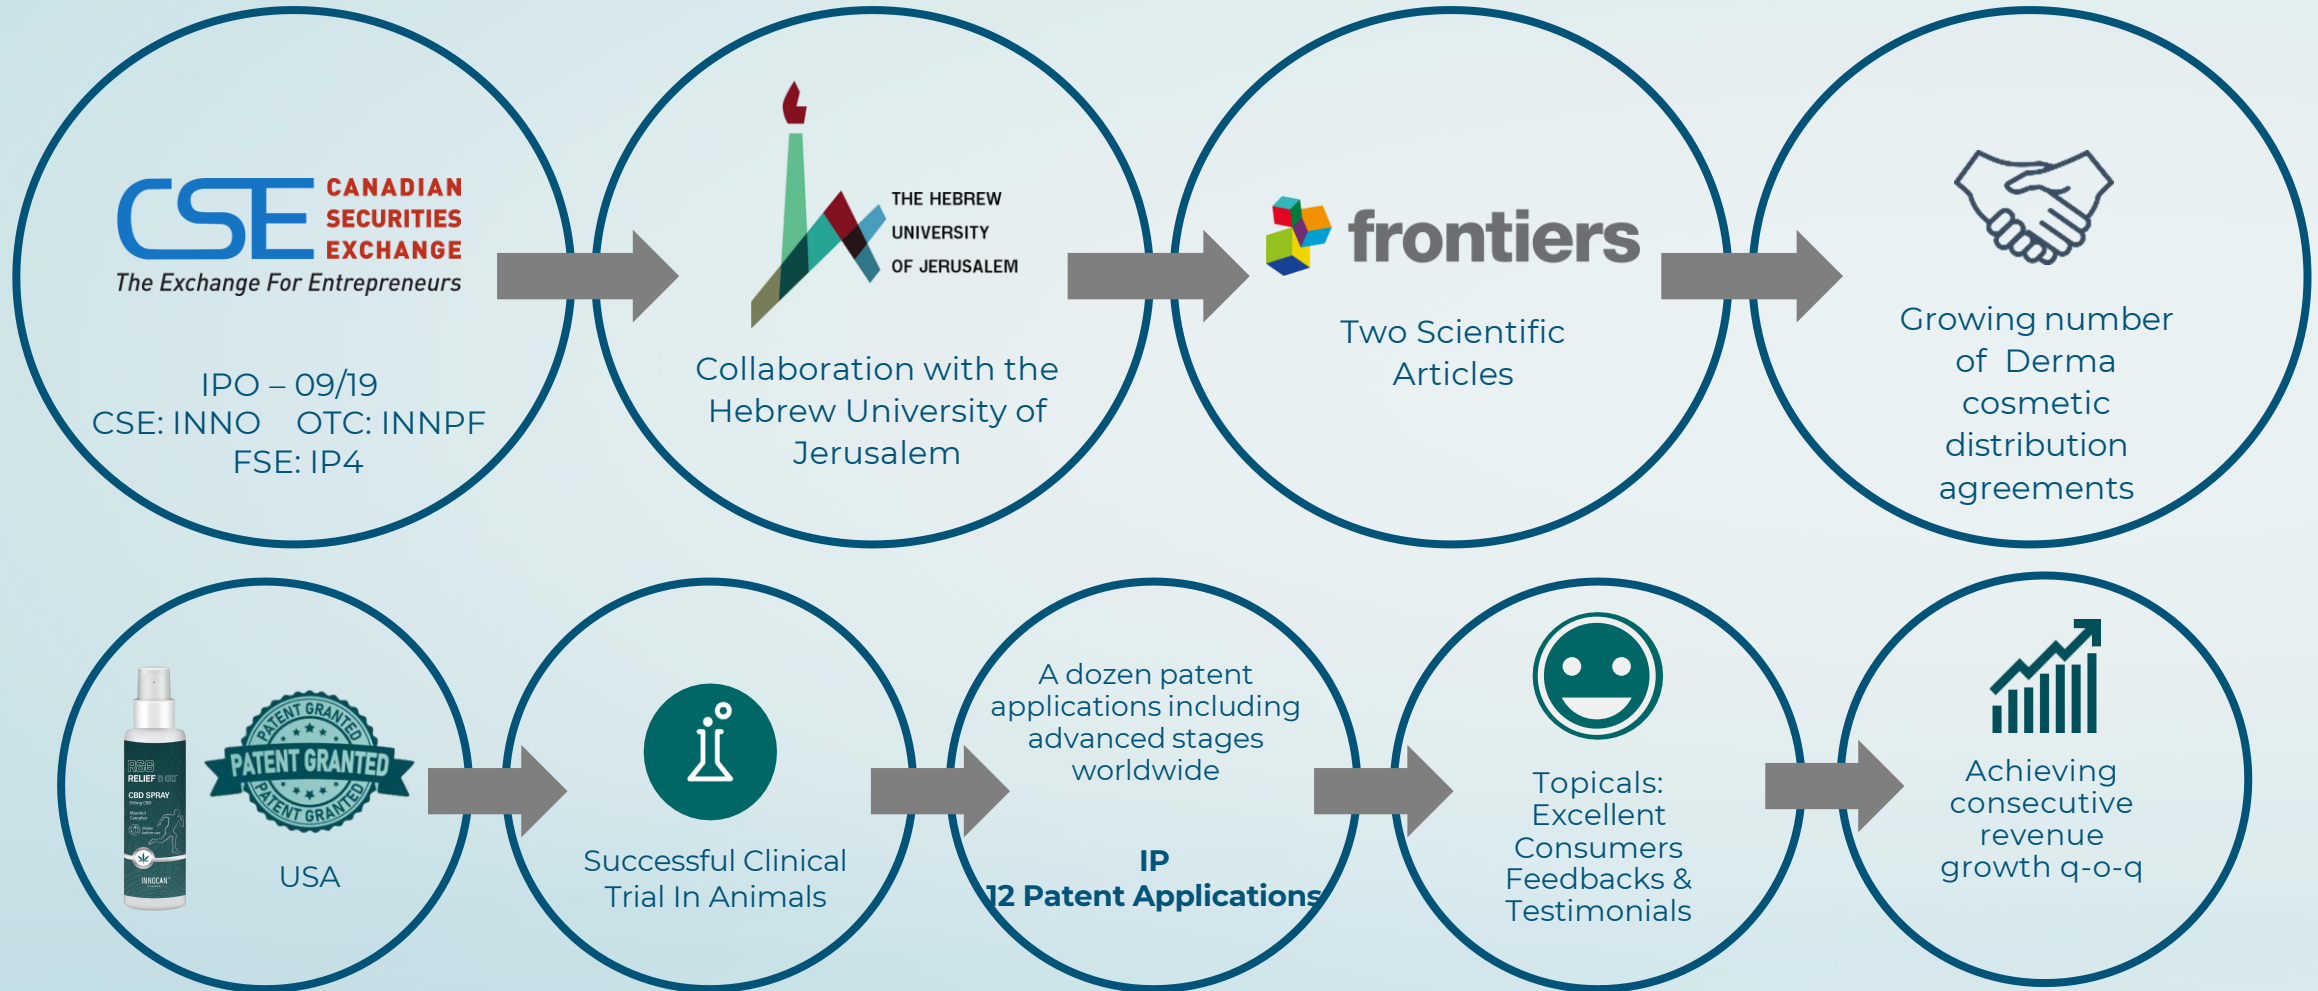 CSE CANADIAN
SECURITIES
EXCHANGE
The Exchange For Entrepreneurs
IPO – 09/19
CSE: INNO OTC: INNPF
FSE: IP4
THE HEBREW
UNIVERSITY
OF JERUSALEM
Collaboration with the
Hebrew University of
Jerusalem
frontiers
Two Scientific
Articles
Growing number
of Derma
cosmetic
distribution
agreements
R&G
RELIEF
CBD SPRAY
Menthol
Camphor
INNOCAN
PATENT GRANTED
PATENT GRANTED
PATENT GRANTED
USA
Successful Clinical
Trial In Animals
A dozen patent
applications including
advanced stages
worldwide
IP
12 Patent Applications
Topicals:
Excellent
Consumers
Feedbacks &
Testimonials
Achieving
consecutive
revenue
growth q-o-q